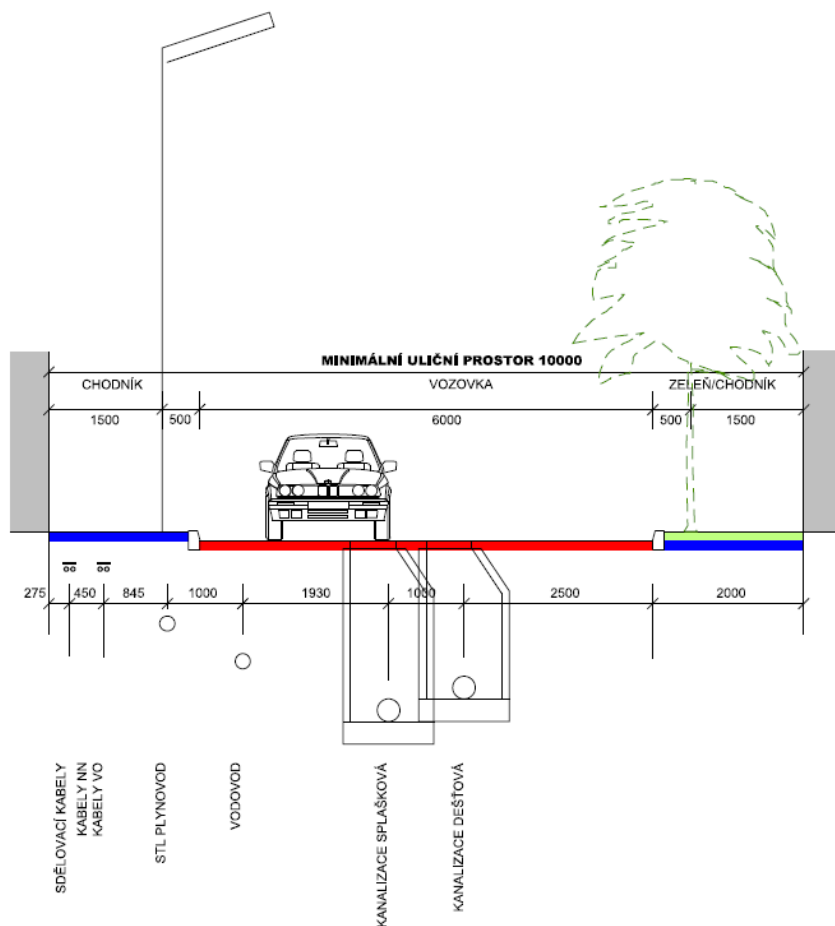 MINIMÁLNÍ ULIČNÍ PROSTOR 10000
CHODNÍK
VOZOVKA
ZELEŇ/CHODNÍK
1500
500
6000
500
1500
275
450
845
1000
1930
1000
2500
2000
SDĚLOVACÍ KABELY
KABELY NN
KABELY VO
STL PLYNOVOD
VODOVOD
KANALIZACE SPLAŠKOVÁ
KANALIZACE DEŠŤOVÁ